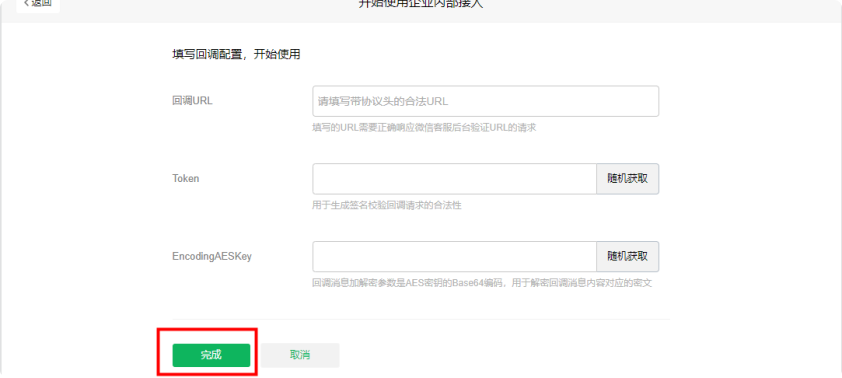 返回
开始使用企业内部接入
填写回调配置，开始使用
回调URL
请填写带协议头的合法URL
填写的URL需要正确响应微信客服后台验证URL的请求
Token
随机获取
用于生成签名校验回调请求的合法性
EncodingAESKey
随机获取
回调消息加解密参数是AES密钥的Base64编码，用于解密回调消息内容对应的密文
完成
取消